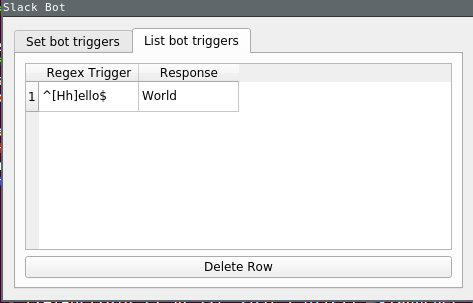 Slack Bot
Set bot triggers
List bot triggers
Regex Trigger Response
1 ^[Hh]ello$ World
Delete Row